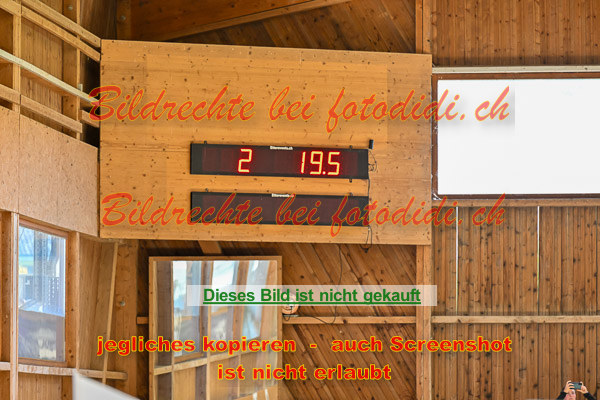 Bildrechte bei fotodidi.ch
2 19.5
Bildrechte bei fotodidi.ch
Dieses Bild ist nicht gekauft
jegliches kopieren - auch Screenshot
ist nicht erlaubt